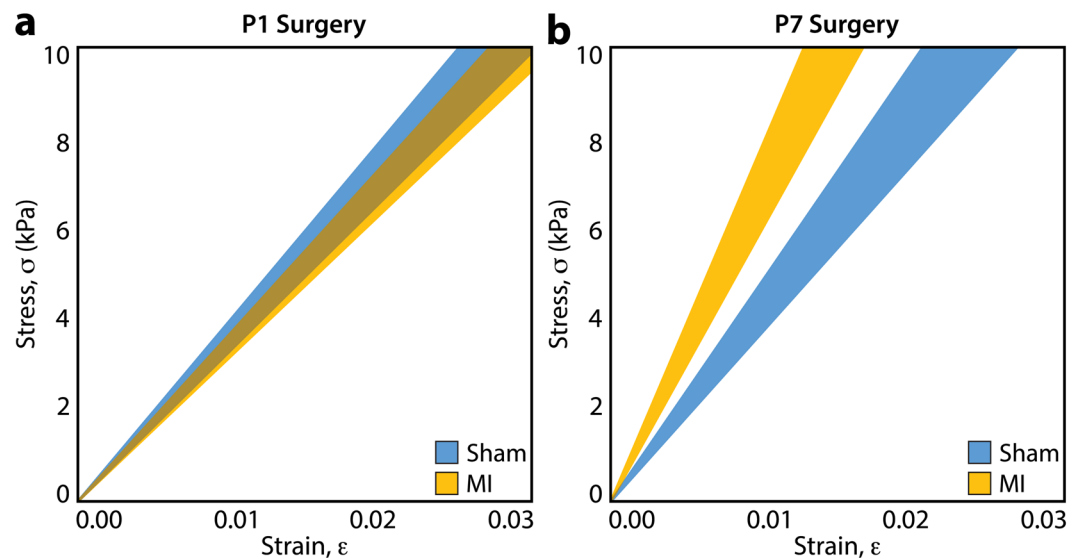 a
P1 Surgery
10
8
6
4
2
0
Stress, σ (kPa)
0.00 0.01 0.02 0.03
Strain, ε
Sham
MI
b
P7 Surgery
10
8
6
4
2
0
Stress, σ (kPa)
0.00 0.01 0.02 0.03
Strain, ε
Sham
MI